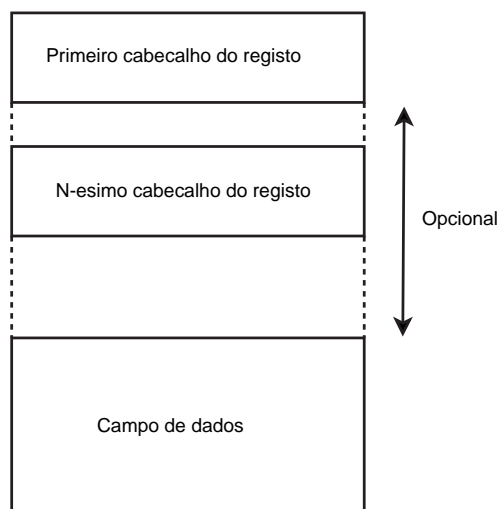 Primeiro cabecalho do registo
N-esimo cabecalho do registo
Opcional
Campo de dados